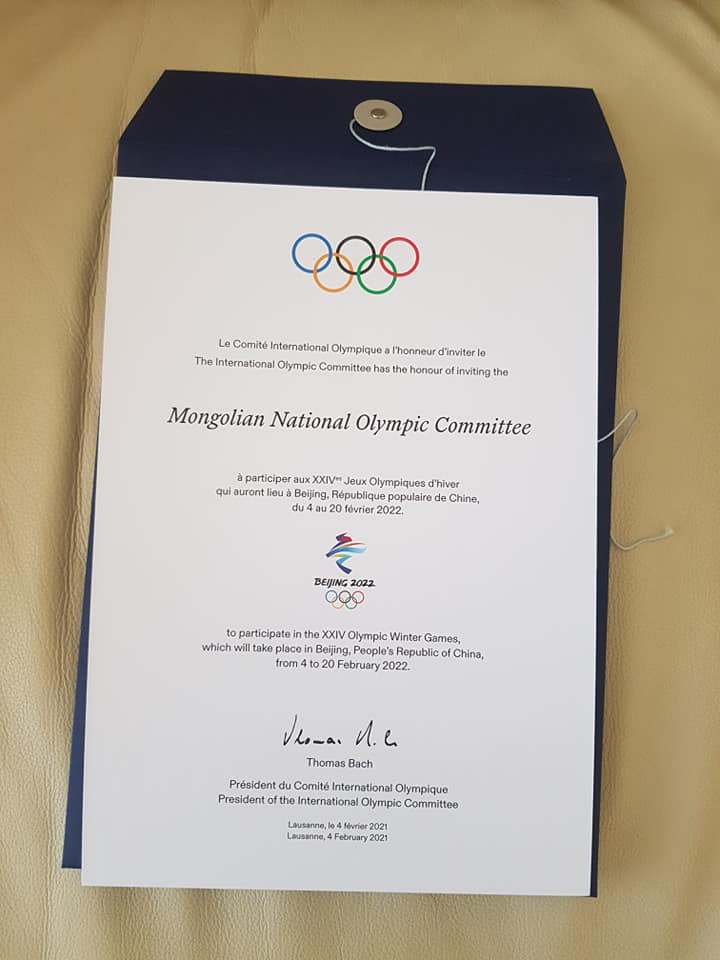 Le Comité International Olympique a l'honneur d'inviter le
The International Olympic Committee has the honour of inviting the
Mongolian National Olympic Committee
à participer aux XXIVes Jeux Olympiques d'hiver
qui auront lieu à Beijing, République populaire de Chine,
du 4 au 20 février 2022.
BEIJING 2022
to participate in the XXIV Olympic Winter Games,
which will take place in Beijing, People's Republic of China,
from 4 to 20 February 2022.
Thomas Bach
Président du Comité International Olympique
President of the International Olympic Committee
Lausanne, le 4 février 2021
Lausanne, 4 February 2021